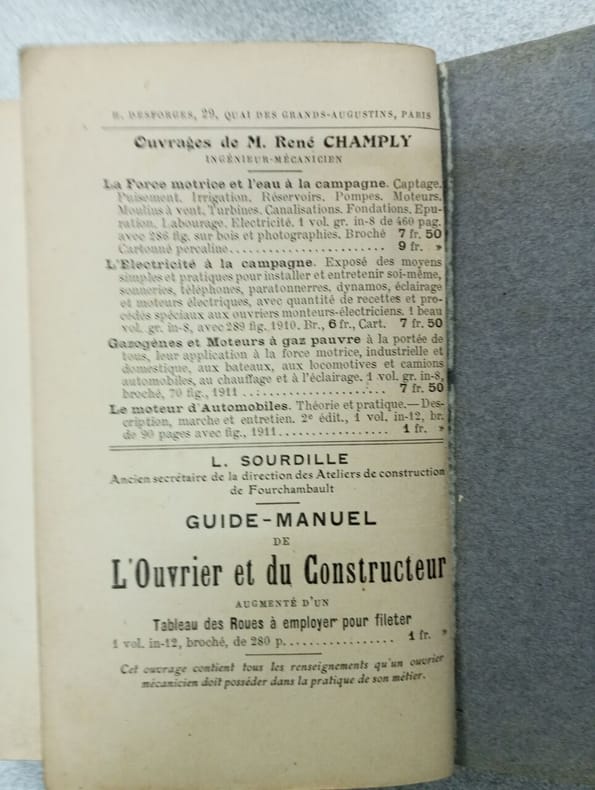 H. DESFORGES, 29, QUAI DES GRANDS-AUGUSTINS, PARIS
Ouvrages de M. René CHAMPLY
INGÉNIEUR-MÉCANICIEN
La Force motrice et l'eau à la campagne. Captage.
Puisement. Irrigation. Réservoirs. Pompes. Moteurs.
Moulins à vent. Turbines. Canalisations. Fondations. Epu-
ration. Labourage. Electricité. 1 vol. gr. in-8 de 460 pag.
avec 286 fig. sur bois et photographies. Broché 7 fr. 50
Cartonné percaline........................ 9 fr. »
L'Electricité à la campagne. Exposé des moyens
simples et pratiques pour installer et entretenir soi-même,
sonneries, téléphones, paratonnerres, dynamos, éclairage
et moteurs électriques, avec quantité de recettes et pro-
cédés spéciaux aux ouvriers monteurs-électriciens. 1 beau
vol. gr. in-8, avec 289 fig. 1910. Br., 6 fr., Cart. 7 fr. 50
Gazogènes et Moteurs à gaz pauvre à la portée de
tous, leur application à la force motrice, industrielle et
domestique, aux bateaux, aux locomotives et camions
automobiles, au chauffage et à l'éclairage. 1 vol. gr. in-8,
broché, 70 fig., 1911 ...................... 7 fr. 50
Le moteur d'Automobiles. Théorie et pratique.—Des-
cription, marche et entretien. 2e édit., 1 vol. in-12, br.
de 90 pages avec fig., 1911................ 1 fr. »
L. SOURDILLE
Ancien secrétaire de la direction des Ateliers de construction
de Fourchambault
GUIDE-MANUEL
DE
L'Ouvrier et du Constructeur
AUGMENTÉ D'UN
Tableau des Roues à employer pour fileter
1 vol. in-12, broché, de 280 p................ 1 fr. »
Cet ouvrage contient tous les renseignements qu'un ouvrier
mécanicien doit posséder dans la pratique de son métier.